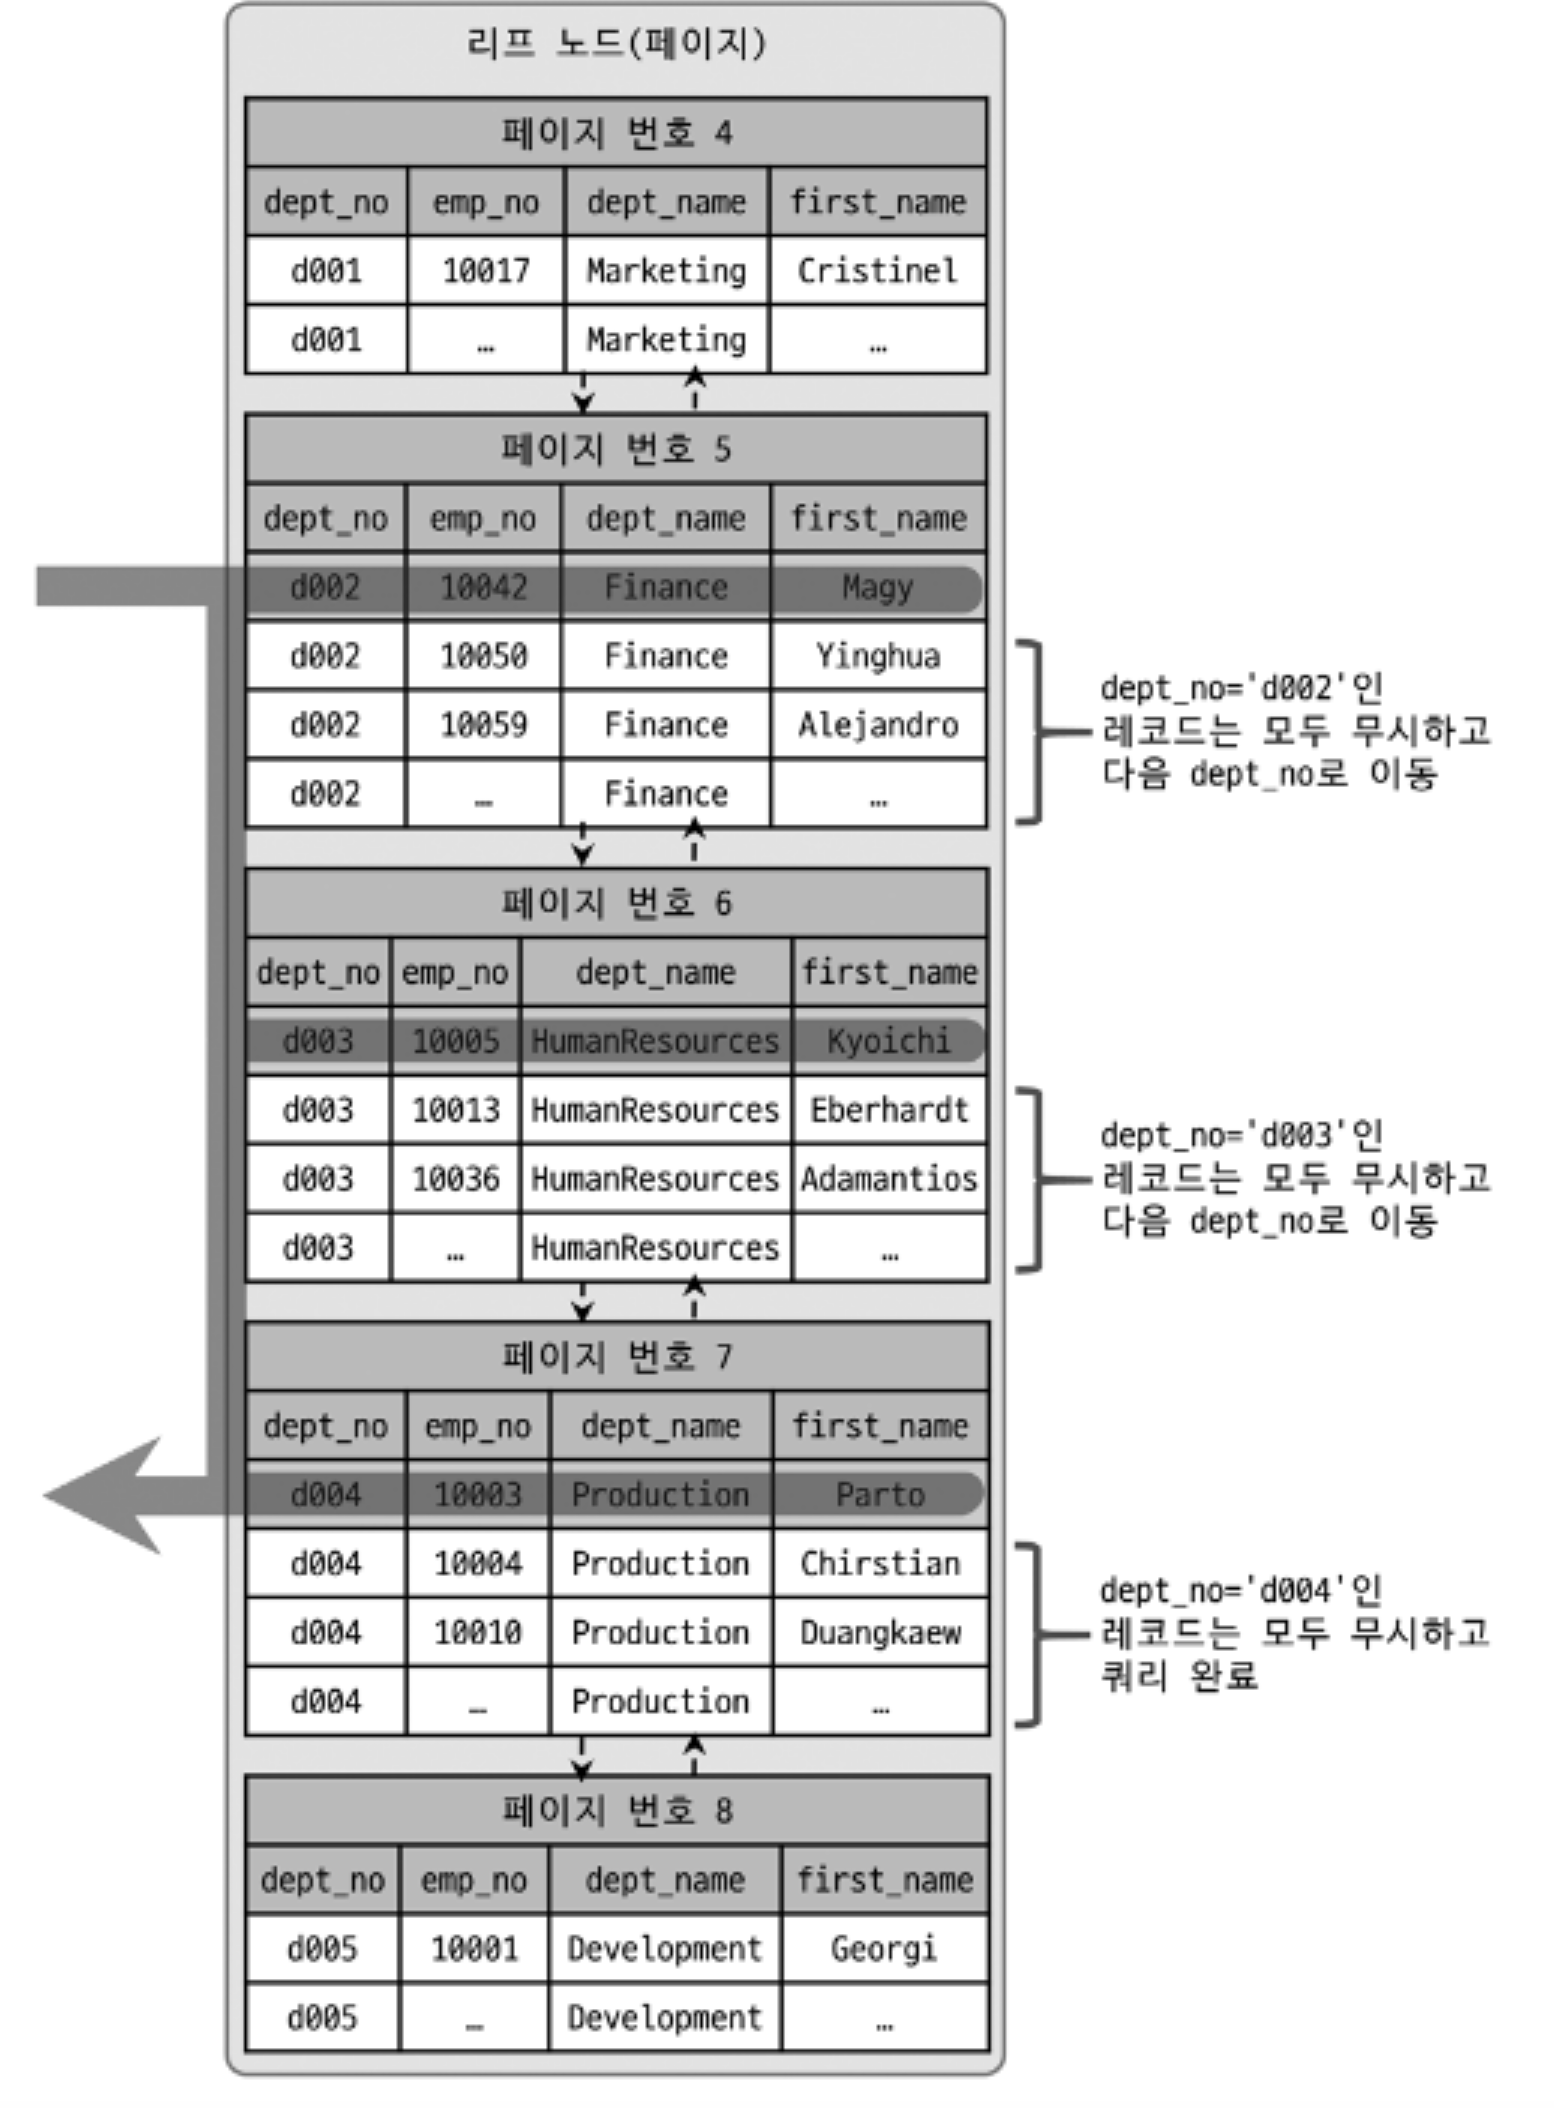 리프 노드(페이지)
페이지 번호 4
dept_no emp_no dept_name first_name
d001 10017 Marketing Cristinel
d001 … Marketing …
페이지 번호 5
dept_no emp_no dept_name first_name
d002 10042 Finance Magy
d002 10050 Finance Yinghua
d002 10059 Finance Alejandro
d002 … Finance …
dept_no='d002'인
레코드는 모두 무시하고
다음 dept_no로 이동
페이지 번호 6
dept_no emp_no dept_name first_name
d003 10005 HumanResources Kyoichi
d003 10013 HumanResources Eberhardt
d003 10036 HumanResources Adamantios
d003 … HumanResources …
dept_no='d003'인
레코드는 모두 무시하고
다음 dept_no로 이동
페이지 번호 7
dept_no emp_no dept_name first_name
d004 10003 Production Parto
d004 10004 Production Chirstian
d004 10010 Production Duangkaew
d004 … Production …
dept_no='d004'인
레코드는 모두 무시하고
쿼리 완료
페이지 번호 8
dept_no emp_no dept_name first_name
d005 10001 Development Georgi
d005 … Development …